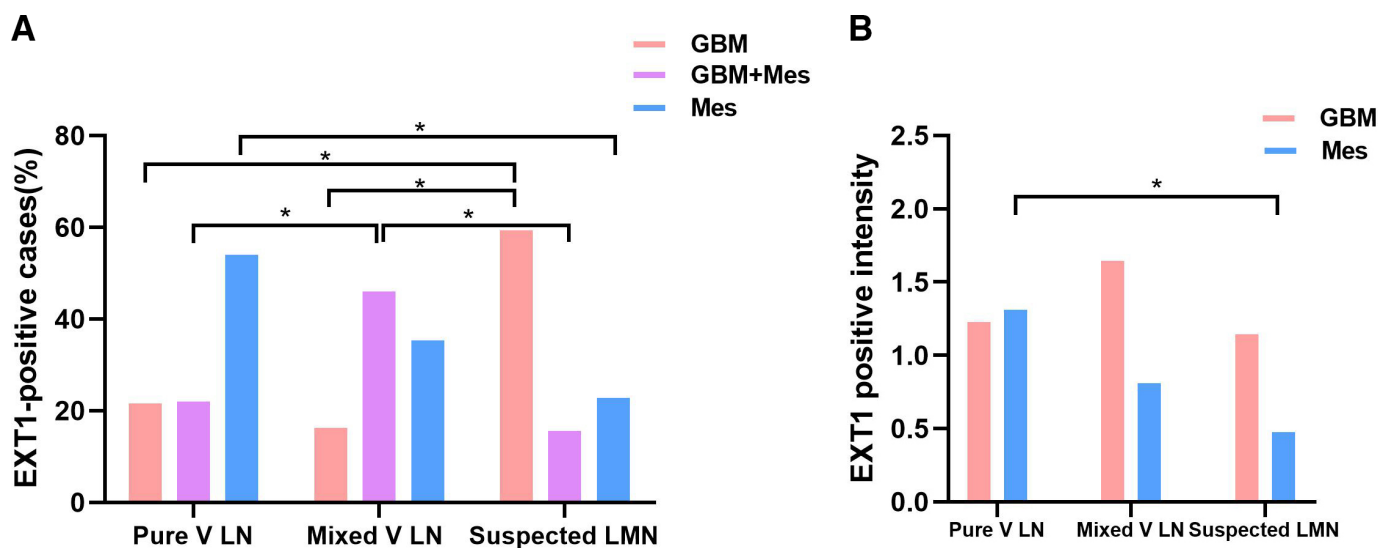 A
GBM
GBM+Mes
Mes
EXT1-positive cases(%)
80
60
40
20
0
*
*
*
*
*
Pure V LN
Mixed V LN
Suspected LMN
B
GBM
Mes
EXT1 positive intensity
2.5
2.0
1.5
1.0
0.5
0.0
*
Pure V LN
Mixed V LN
Suspected LMN